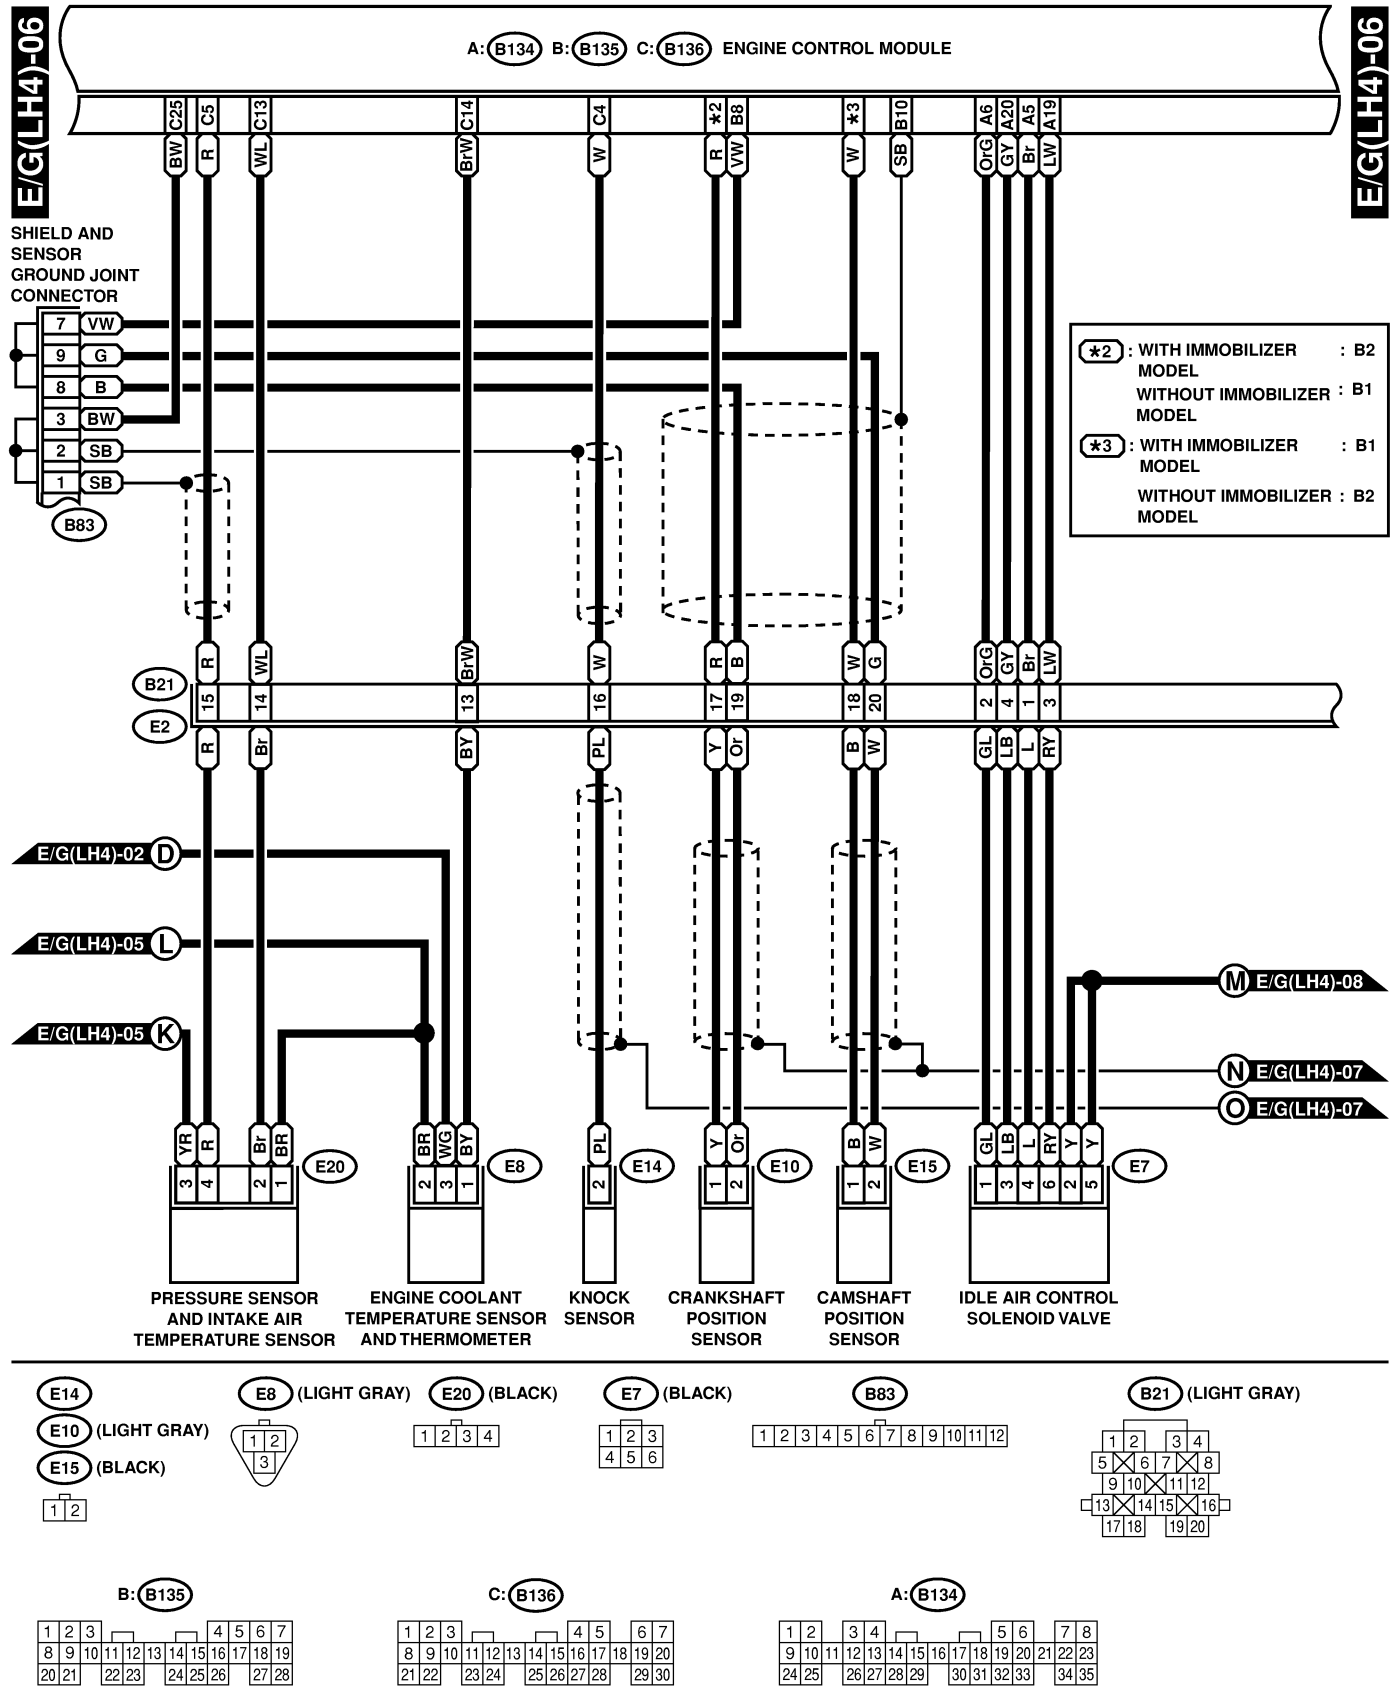 E/G(LH4)-06
E/G(LH4)-06
A: B134 B: B135 C: B136 ENGINE CONTROL MODULE
C25 C5 C13 C14 C4 *2 B8 *3 B10 A6 A20 A5 A19
BW R WL BrW W R VW W SB OrG GY Br LW
SHIELD AND
SENSOR
GROUND JOINT
CONNECTOR
7 VW
9 G
8 B
3 BW
2 SB
1 SB
B83
*2 : WITH IMMOBILIZER : B2
MODEL
WITHOUT IMMOBILIZER : B1
MODEL
*3 : WITH IMMOBILIZER : B1
MODEL
WITHOUT IMMOBILIZER : B2
MODEL
R WL BrW W R B W G OrG GY Br LW
B21
15 14 13 16 17 19 18 20 2 4 1 3
E2
R Br BY PL Y Or B W GL LB L RY
E/G(LH4)-02 D
E/G(LH4)-05 L
M E/G(LH4)-08
E/G(LH4)-05 K
N E/G(LH4)-07
O E/G(LH4)-07
YR R Br BR BR WG BY PL Y Or B W GL LB L RY Y Y
E20 E8 E14 E10 E15 E7
3 4 2 1 2 3 1 2 1 2 1 2 1 3 4 6 2 5
PRESSURE SENSOR
AND INTAKE AIR
TEMPERATURE SENSOR
ENGINE COOLANT
TEMPERATURE SENSOR
AND THERMOMETER
KNOCK
SENSOR
CRANKSHAFT
POSITION
SENSOR
CAMSHAFT
POSITION
SENSOR
IDLE AIR CONTROL
SOLENOID VALVE
E14
E10 (LIGHT GRAY)
E15 (BLACK)
1 2
E8 (LIGHT GRAY)
1 2
3
E20 (BLACK)
1 2 3 4
E7 (BLACK)
1 2 3
4 5 6
B83
1 2 3 4 5 6 7 8 9 10 11 12
B21 (LIGHT GRAY)
1 2 3 4
5 6 7 8
9 10 11 12
13 14 15 16
17 18 19 20
B: B135
1 2 3 4 5 6 7
8 9 10 11 12 13 14 15 16 17 18 19
20 21 22 23 24 25 26 27 28
C: B136
1 2 3 4 5 6 7
8 9 10 11 12 13 14 15 16 17 18 19 20
21 22 23 24 25 26 27 28 29 30
A: B134
1 2 3 4 5 6 7 8
9 10 11 12 13 14 15 16 17 18 19 20 21 22 23
24 25 26 27 28 29 30 31 32 33 34 35